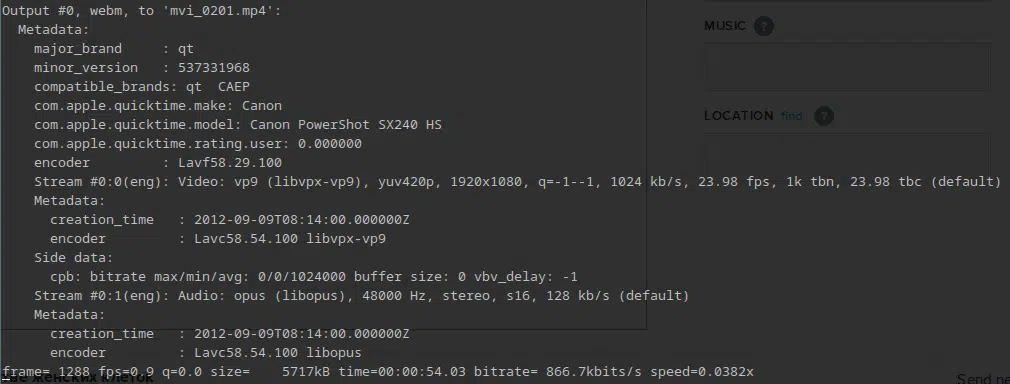 Output #0, webm, to 'mvi_0201.mp4':
Metadata:
major_brand     : qt
minor_version   : 537331968
compatible_brands: qt  CAEP
com.apple.quicktime.make: Canon
com.apple.quicktime.model: Canon PowerShot SX240 HS
com.apple.quicktime.rating.user: 0.000000
encoder         : Lavf58.29.100
Stream #0:0(eng): Video: vp9 (libvpx-vp9), yuv420p, 1920x1080, q=-1--1, 1024 kb/s, 23.98 fps, 1k tbn, 23.98 tbc (default)
Metadata:
creation_time   : 2012-09-09T08:14:00.000000Z
encoder         : Lavc58.54.100 libvpx-vp9
Side data:
cpb: bitrate max/min/avg: 0/0/1024000 buffer size: 0 vbv_delay: -1
Stream #0:1(eng): Audio: opus (libopus), 48000 Hz, stereo, s16, 128 kb/s (default)
Metadata:
creation_time   : 2012-09-09T08:14:00.000000Z
encoder         : Lavc58.54.100 libopus
frame= 1288 fps=0.9 q=0.0 size=    5717kB time=00:00:54.03 bitrate= 866.7kbits/s speed=0.0382x
MUSIC ?
LOCATION find ?
женских клеток
Send ne